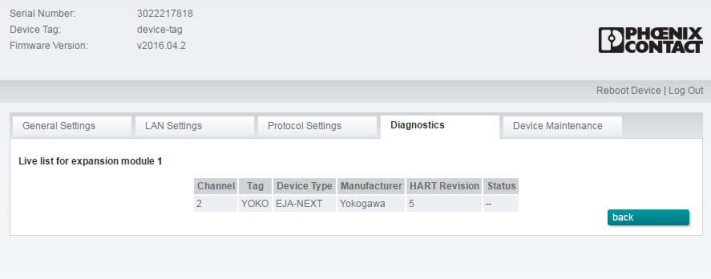 Serial Number: 3022217818
Device Tag: device-tag
Firmware Version: v2016.04.2
PHŒNIX
CONTACT
Reboot Device | Log Out
General Settings LAN Settings Protocol Settings Diagnostics Device Maintenance
Live list for expansion module 1
Channel Tag Device Type Manufacturer HART Revision Status
2 YOKO EJA-NEXT Yokogawa 5 –
back